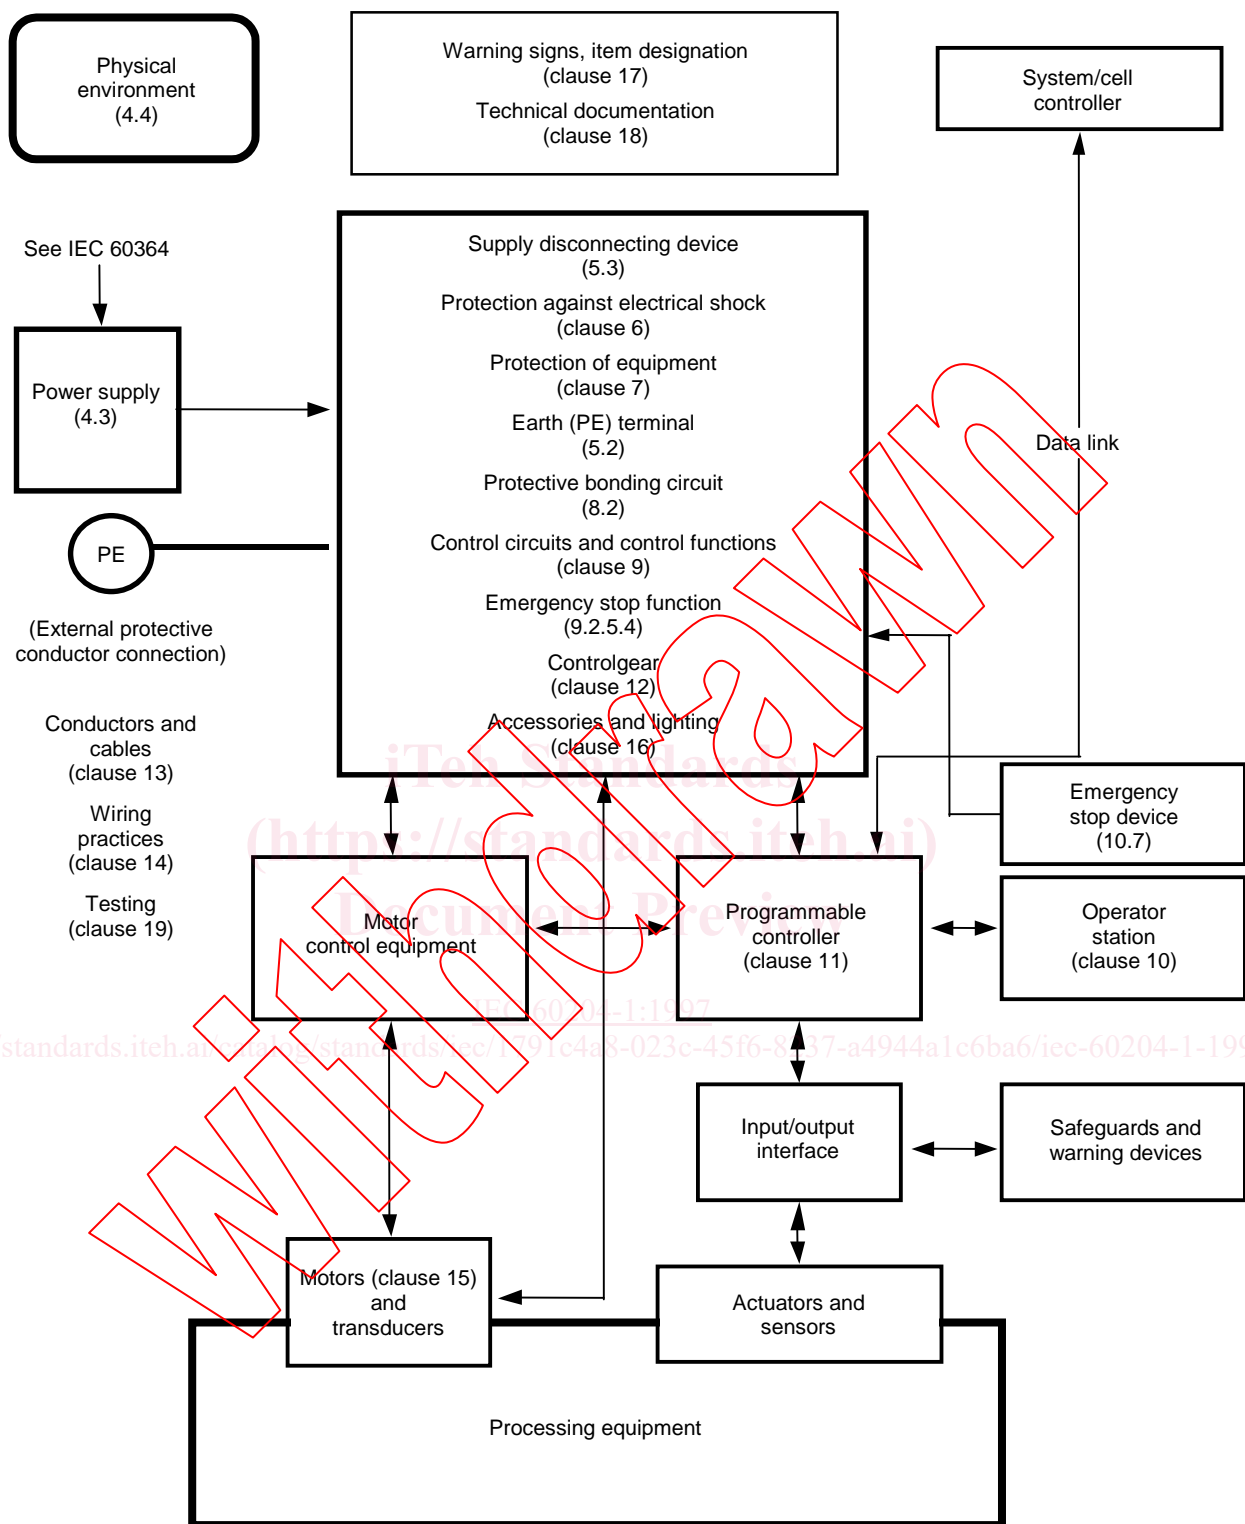 Physical
environment
(4.4)
Warning signs, item designation
(clause 17)
Technical documentation
(clause 18)
System/cell
controller
See IEC 60364
Power supply
(4.3)
PE
(External protective
conductor connection)
Conductors and
cables
(clause 13)
Wiring
practices
(clause 14)
Testing
(clause 19)
Supply disconnecting device
(5.3)
Protection against electrical shock
(clause 6)
Protection of equipment
(clause 7)
Earth (PE) terminal
(5.2)
Protective bonding circuit
(8.2)
Control circuits and control functions
(clause 9)
Emergency stop function
(9.2.5.4)
Controlgear
(clause 12)
Accessories and lighting
(clause 16)
Data link
Emergency
stop device
(10.7)
Motor
control equipment
Programmable
controller
(clause 11)
Operator
station
(clause 10)
Input/output
interface
Safeguards and
warning devices
Motors (clause 15)
and
transducers
Actuators and
sensors
Processing equipment
iTeh Standards
(https://standards.iteh.ai)
Document Preview
IEC 60204-1:1997
withdrawn